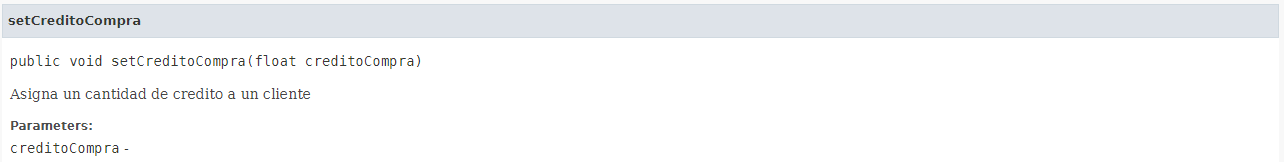 setCreditoCompra
public void setCreditoCompra(float creditoCompra)
Asigna un cantidad de credito a un cliente
Parameters:
creditoCompra -